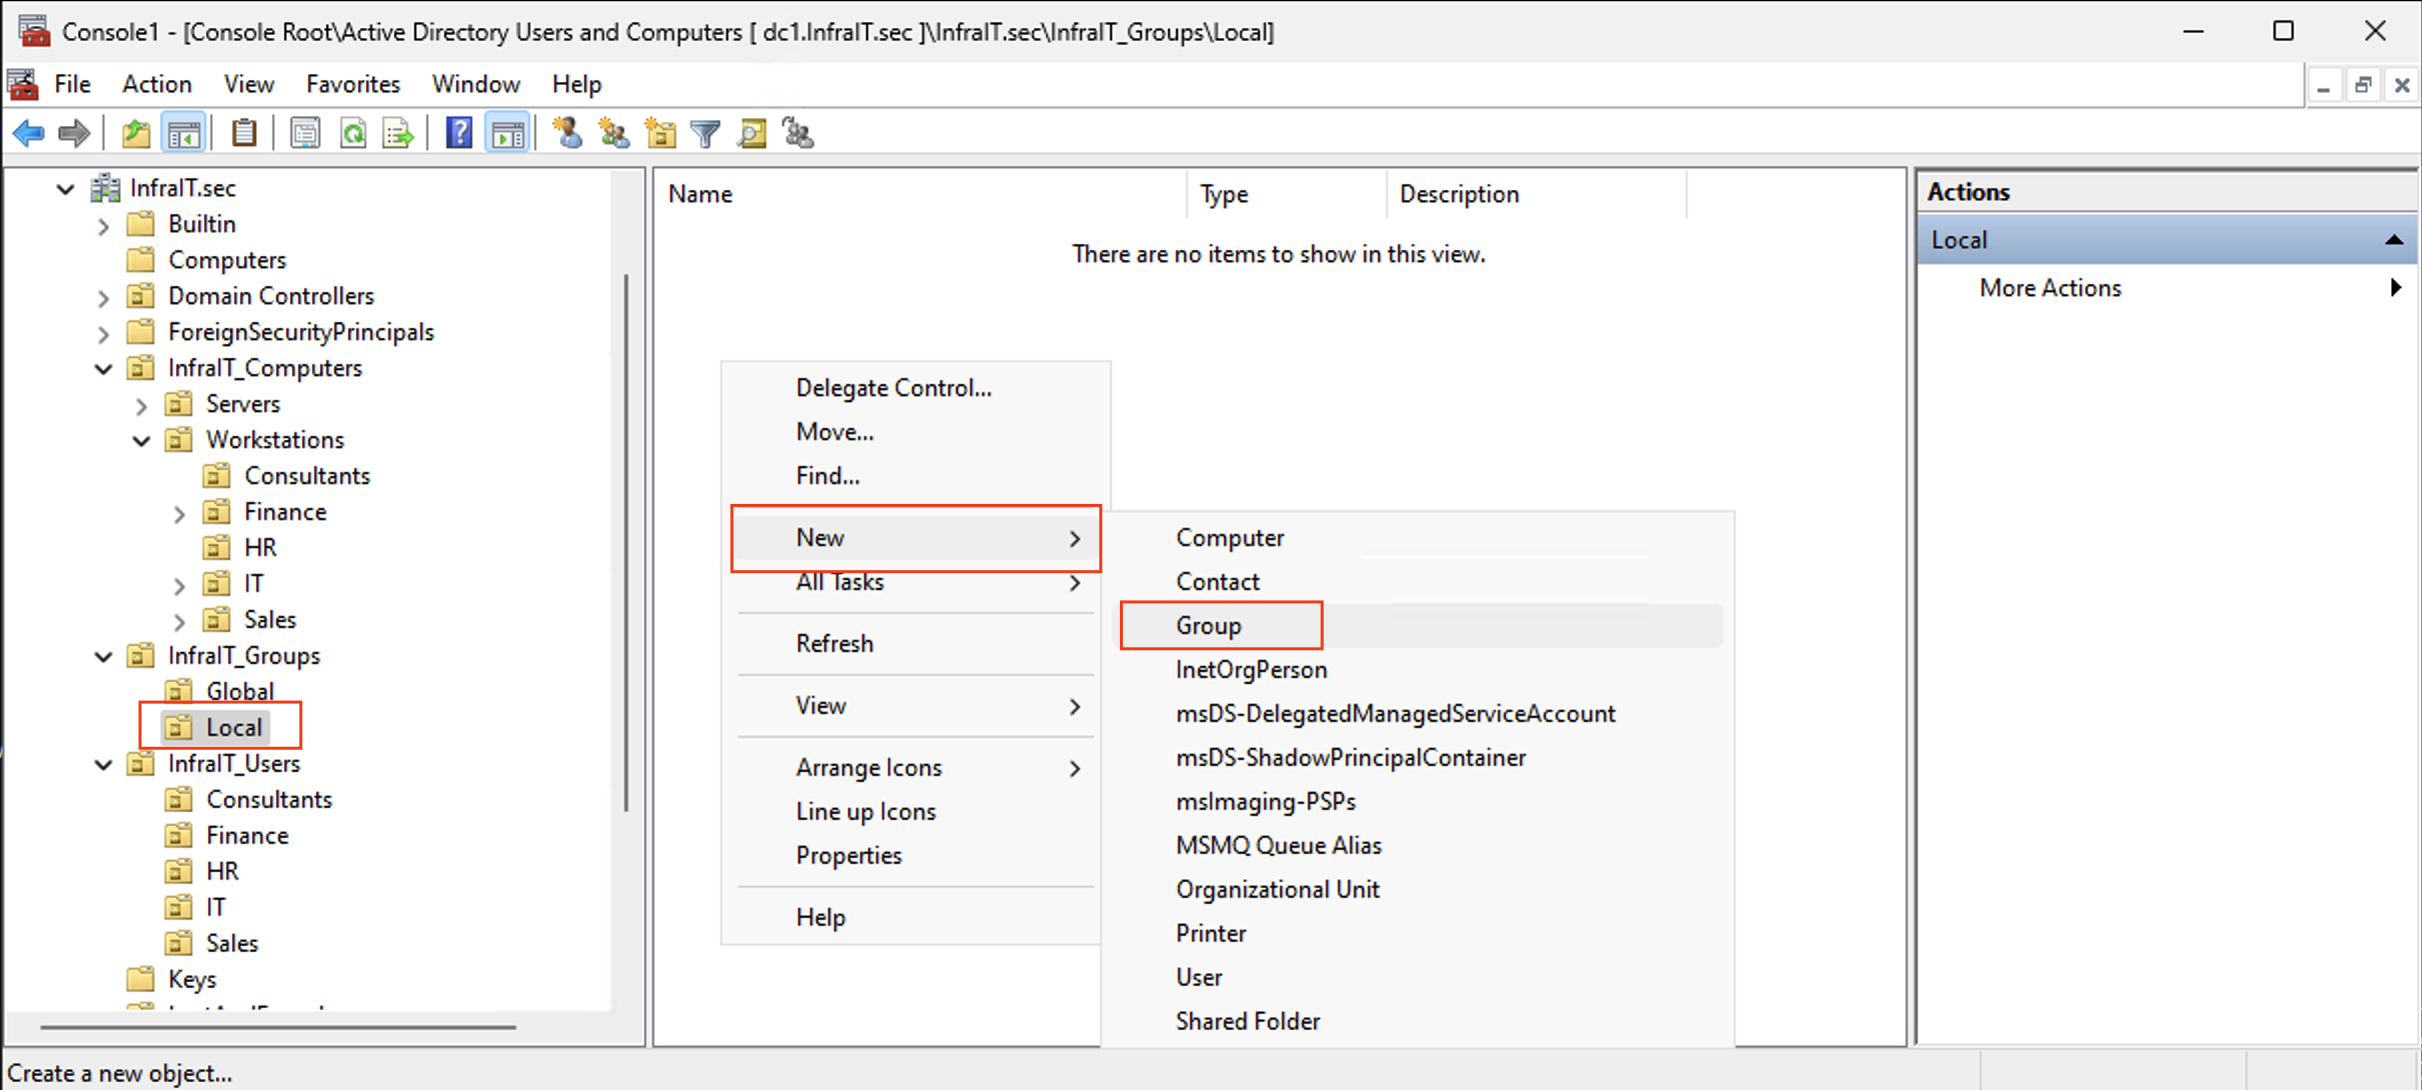 Console1 - [Console Root\Active Directory Users and Computers [ dc1.InfraIT.sec ]\InfraIT.sec\InfraIT_Groups\Local]
File Action View Favorites Window Help
InfraIT.sec
Builtin
Computers
Domain Controllers
ForeignSecurityPrincipals
InfraIT_Computers
Servers
Workstations
Consultants
Finance
HR
IT
Sales
InfraIT_Groups
Global
Local
InfraIT_Users
Consultants
Finance
HR
IT
Sales
Keys
Name Type Description
There are no items to show in this view.
Delegate Control...
Move...
Find...
New
All Tasks
Refresh
View
Arrange Icons
Line up Icons
Properties
Help
Computer
Contact
Group
InetOrgPerson
msDS-DelegatedManagedServiceAccount
msDS-ShadowPrincipalContainer
msImaging-PSPs
MSMQ Queue Alias
Organizational Unit
Printer
User
Shared Folder
Actions
Local
More Actions
Create a new object...